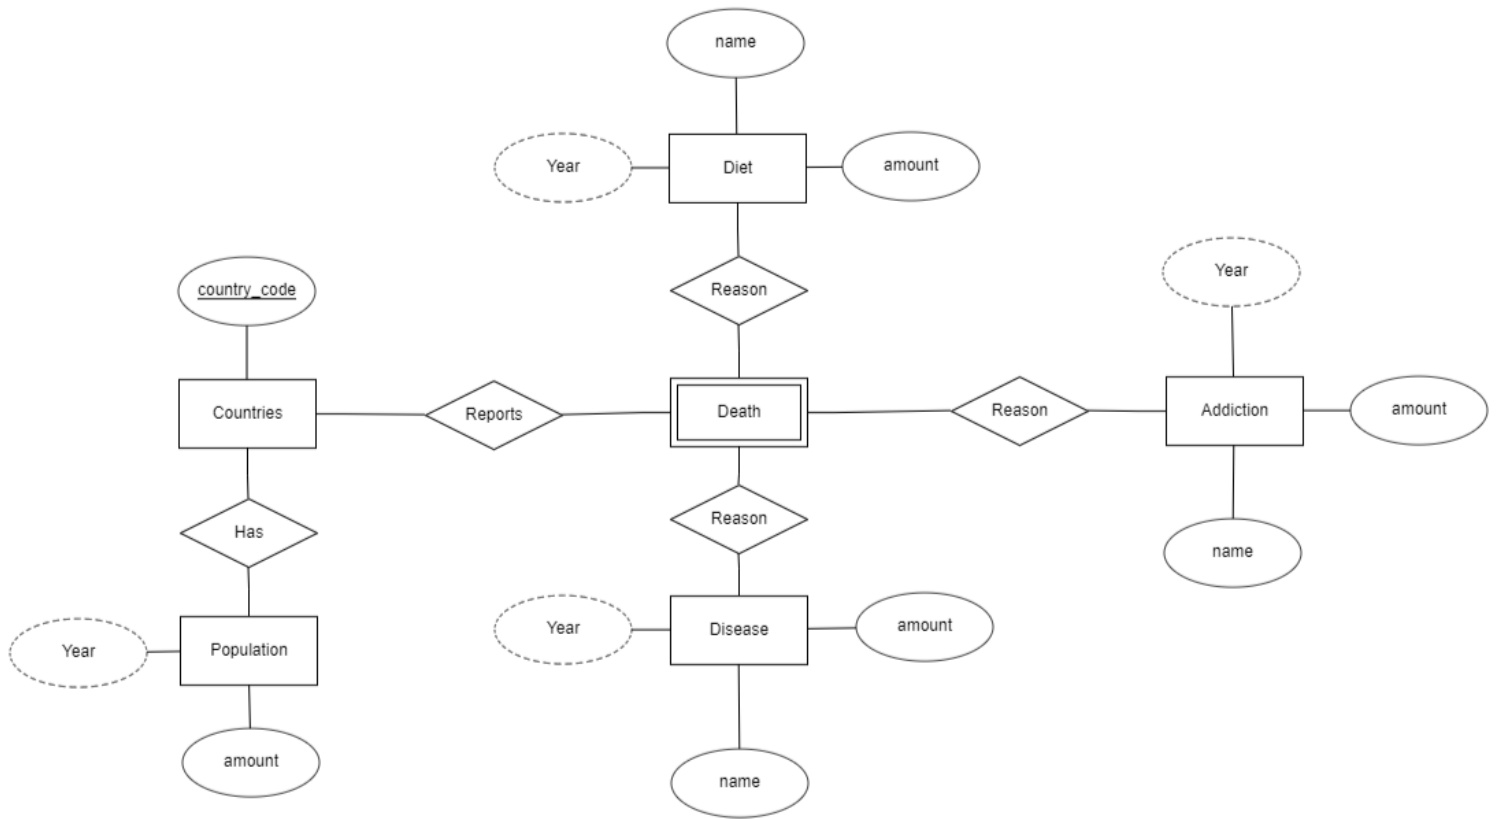 name
Year
Diet
amount
Year
country_code
Reason
Countries
Reports
Death
Reason
Addiction
amount
Has
Reason
name
Year
Population
Year
Disease
amount
amount
name